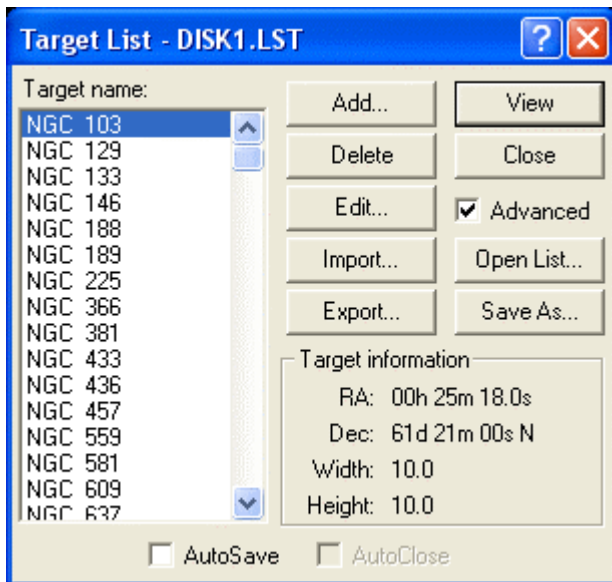 Target List - DISK1.LST
Target name:
NGC 103
NGC 129
NGC 133
NGC 146
NGC 188
NGC 189
NGC 225
NGC 366
NGC 381
NGC 433
NGC 436
NGC 457
NGC 559
NGC 581
NGC 609
NGC 637
Add...
View
Delete
Close
Edit...
Advanced
Import...
Open List...
Export...
Save As...
Target information
RA: 00h 25m 18.0s
Dec: 61d 21m 00s N
Width: 10.0
Height: 10.0
AutoSave
AutoClose